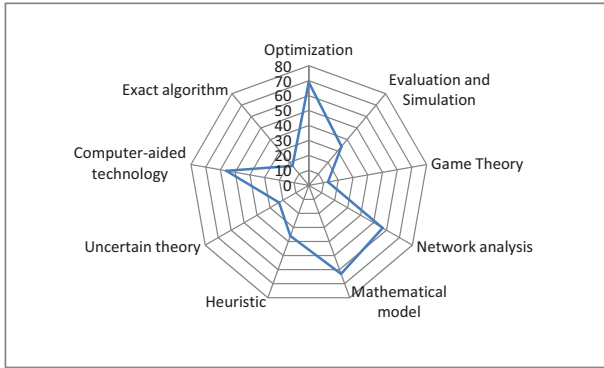 Optimization
80
70
60
50
40
30
20
10
0
Evaluation and
Simulation
Game Theory
Network analysis
Mathematical
model
Heuristic
Uncertain theory
Computer-aided
technology
Exact algorithm